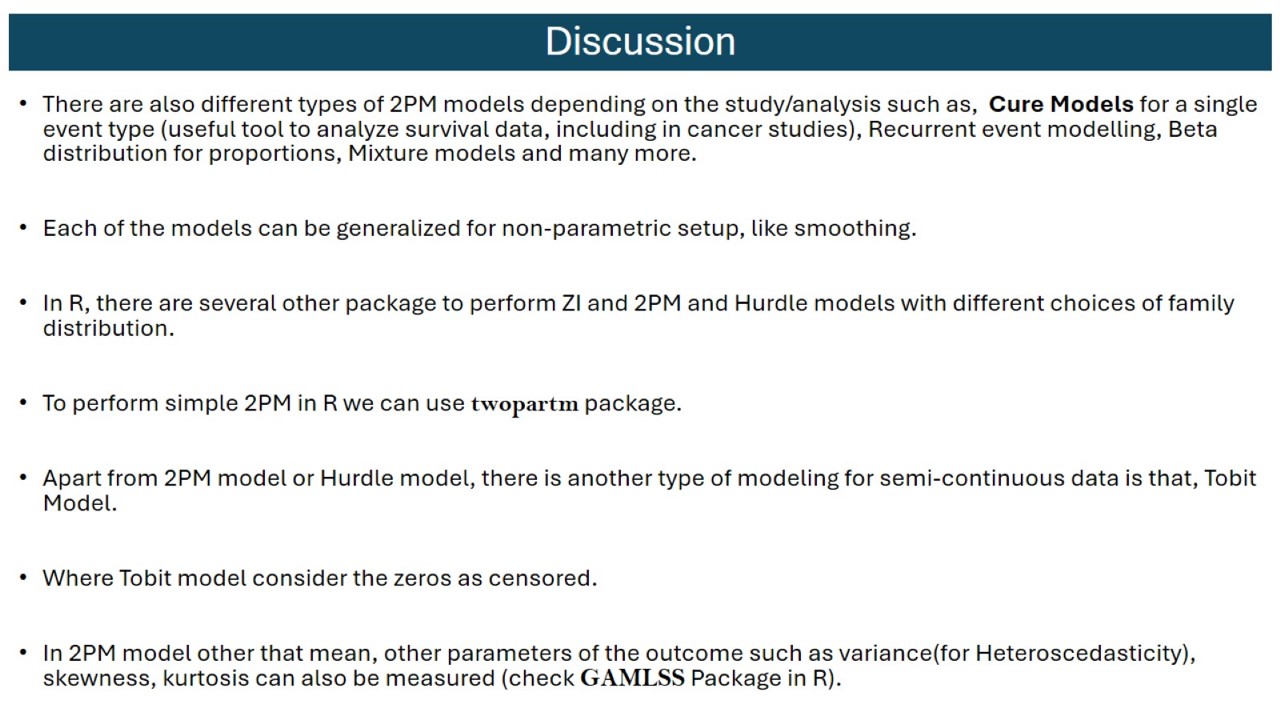 Discussion
• There are also different types of 2PM models depending on the study/analysis such as, Cure Models for a single
event type (useful tool to analyze survival data, including in cancer studies), Recurrent event modelling, Beta
distribution for proportions, Mixture models and many more.
• Each of the models can be generalized for non-parametric setup, like smoothing.
• In R, there are several other package to perform ZI and 2PM and Hurdle models with different choices of family
distribution.
• To perform simple 2PM in R we can use twopartm package.
• Apart from 2PM model or Hurdle model, there is another type of modeling for semi-continuous data is that, Tobit
Model.
• Where Tobit model consider the zeros as censored.
• In 2PM model other that mean, other parameters of the outcome such as variance(for Heteroscedasticity),
skewness, kurtosis can also be measured (check GAMLSS Package in R).